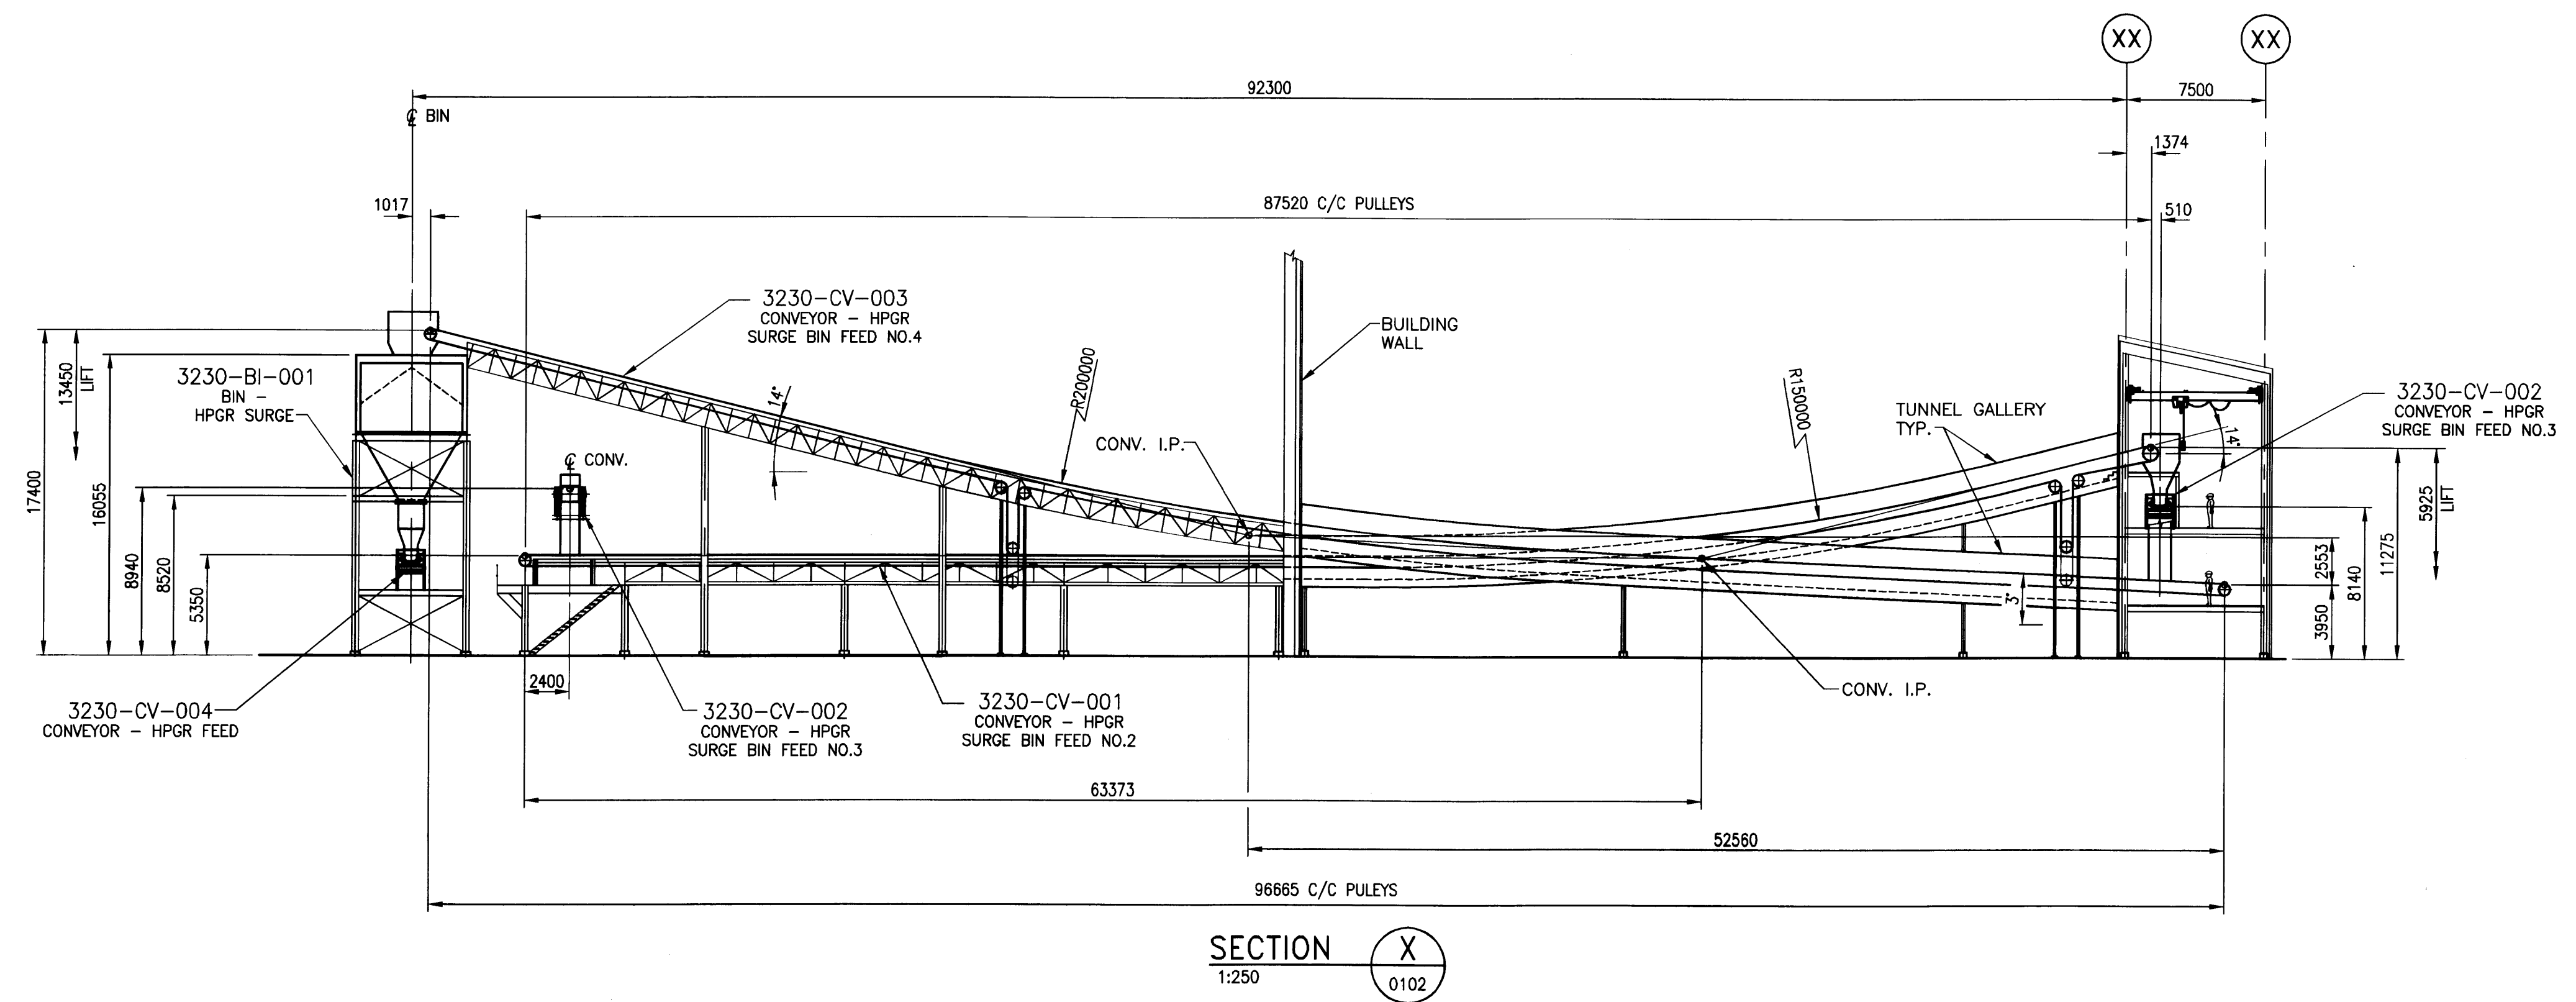 XX
XX
92300
7500
℄ BIN
1374
1017
87520 C/C PULLEYS
510
3230-CV-003
CONVEYOR - HPGR
SURGE BIN FEED NO.4
BUILDING
WALL
13450
LIFT
3230-BI-001
BIN -
HPGR SURGE
14°
R200000
R150000
3230-CV-002
CONVEYOR - HPGR
SURGE BIN FEED NO.3
TUNNEL GALLERY
TYP.
14°
CONV. I.P.
℄ CONV.
17400
16055
8940
8520
5350
5925
LIFT
2553
11275
8140
3950
3°
2400
3230-CV-004
CONVEYOR - HPGR FEED
3230-CV-002
CONVEYOR - HPGR
SURGE BIN FEED NO.3
3230-CV-001
CONVEYOR - HPGR
SURGE BIN FEED NO.2
CONV. I.P.
63373
52560
96665 C/C PULEYS
SECTION
1:250
X
0102